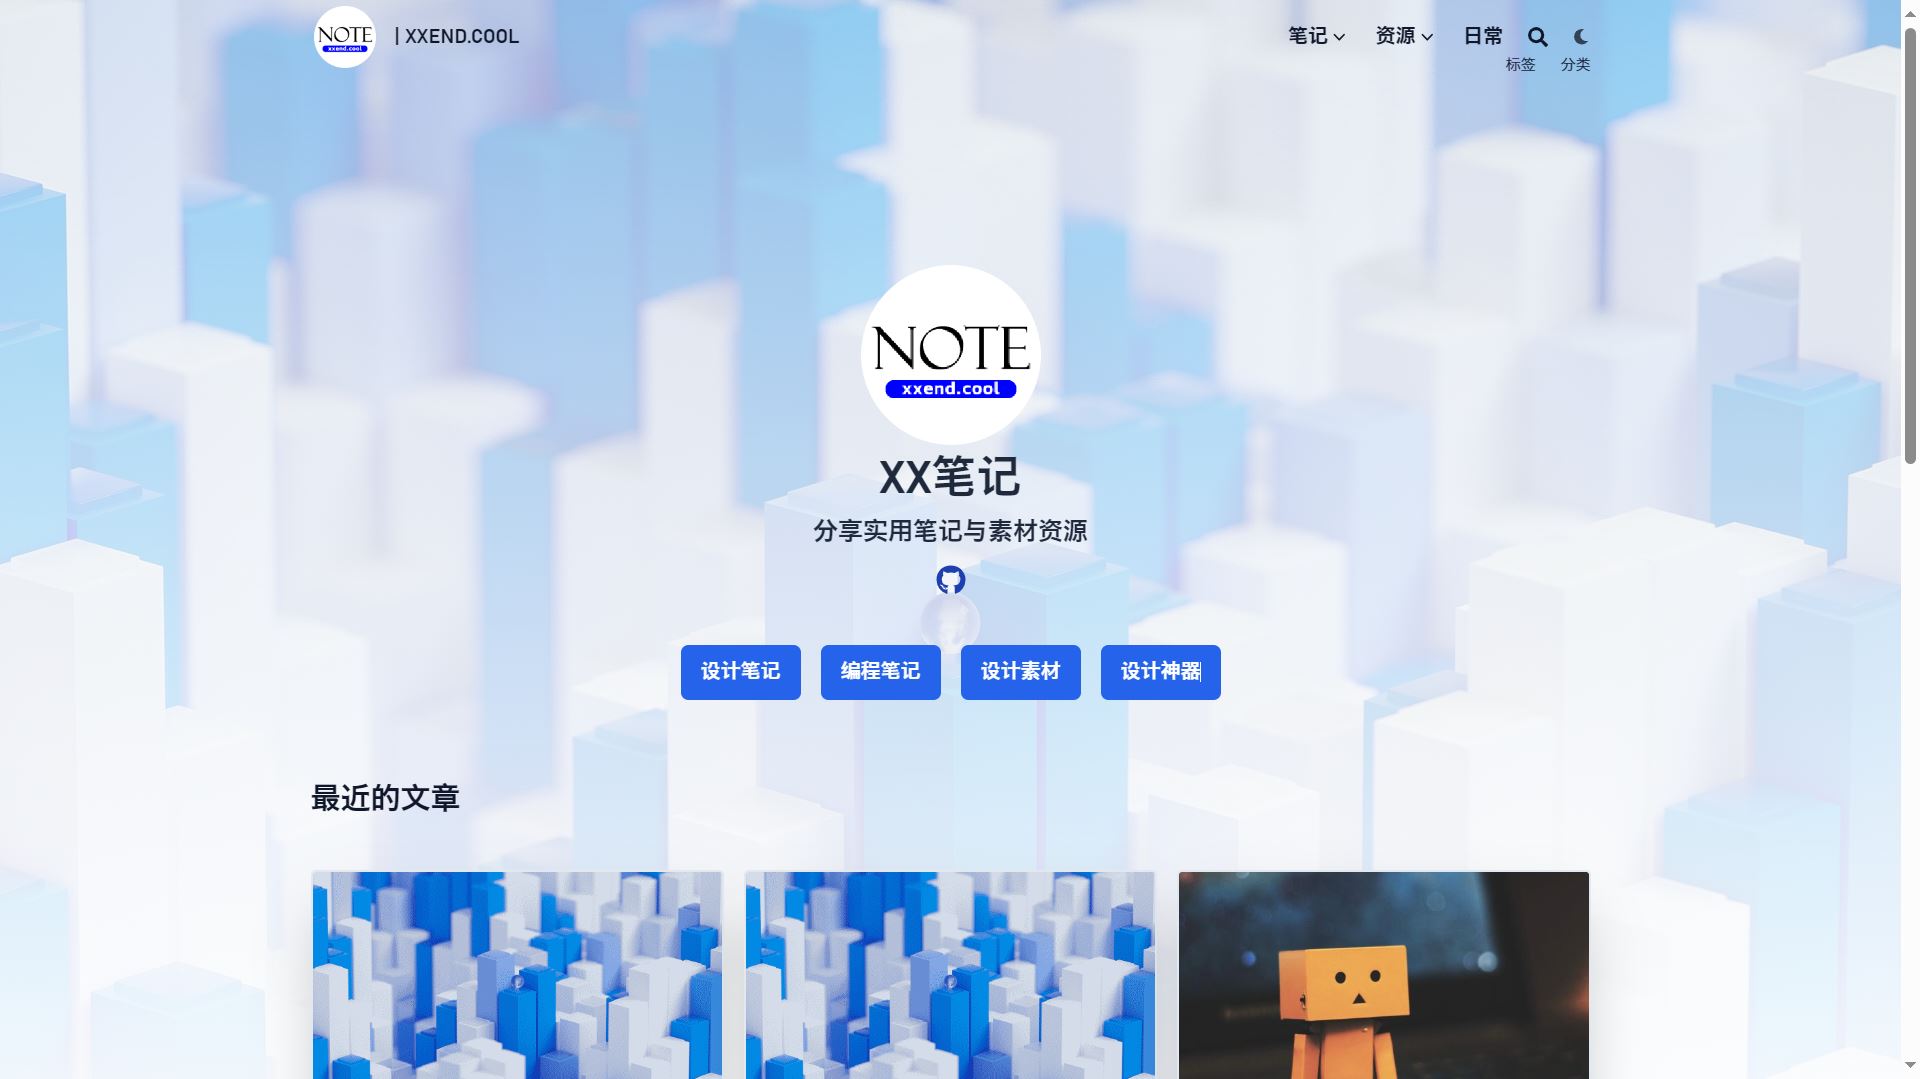 NOTE
xxend.cool
| XXEND.COOL
笔记
资源
日常
标签
分类
NOTE
xxend.cool
XX笔记
分享实用笔记与素材资源
设计笔记
编程笔记
设计素材
设计神器
最近的文章